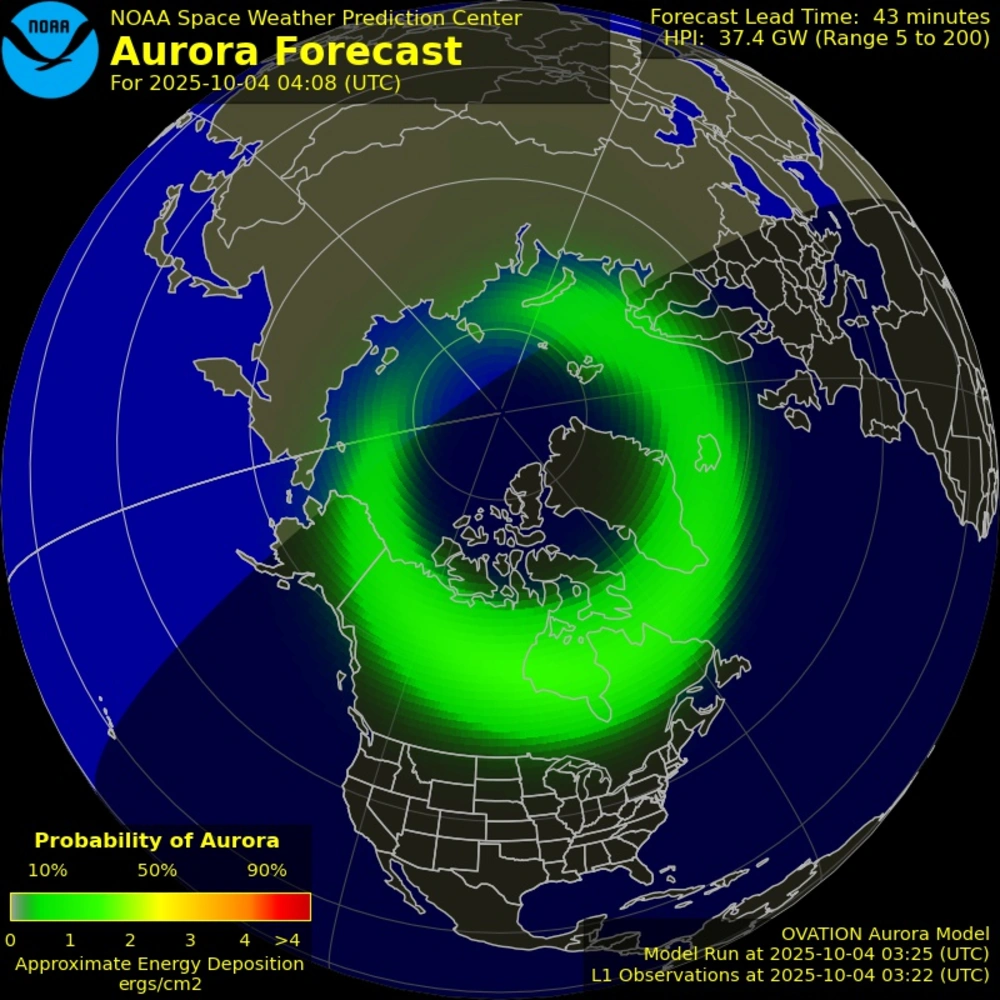 NOAA
NOAA Space Weather Prediction Center
Aurora Forecast
For 2025-10-04 04:08 (UTC)
Forecast Lead Time: 43 minutes
HPI: 37.4 GW (Range 5 to 200)
Probability of Aurora
10% 50% 90%
0 1 2 3 4 >4
Approximate Energy Deposition
ergs/cm2
OVATION Aurora Model
Model Run at 2025-10-04 03:25 (UTC)
L1 Observations at 2025-10-04 03:22 (UTC)